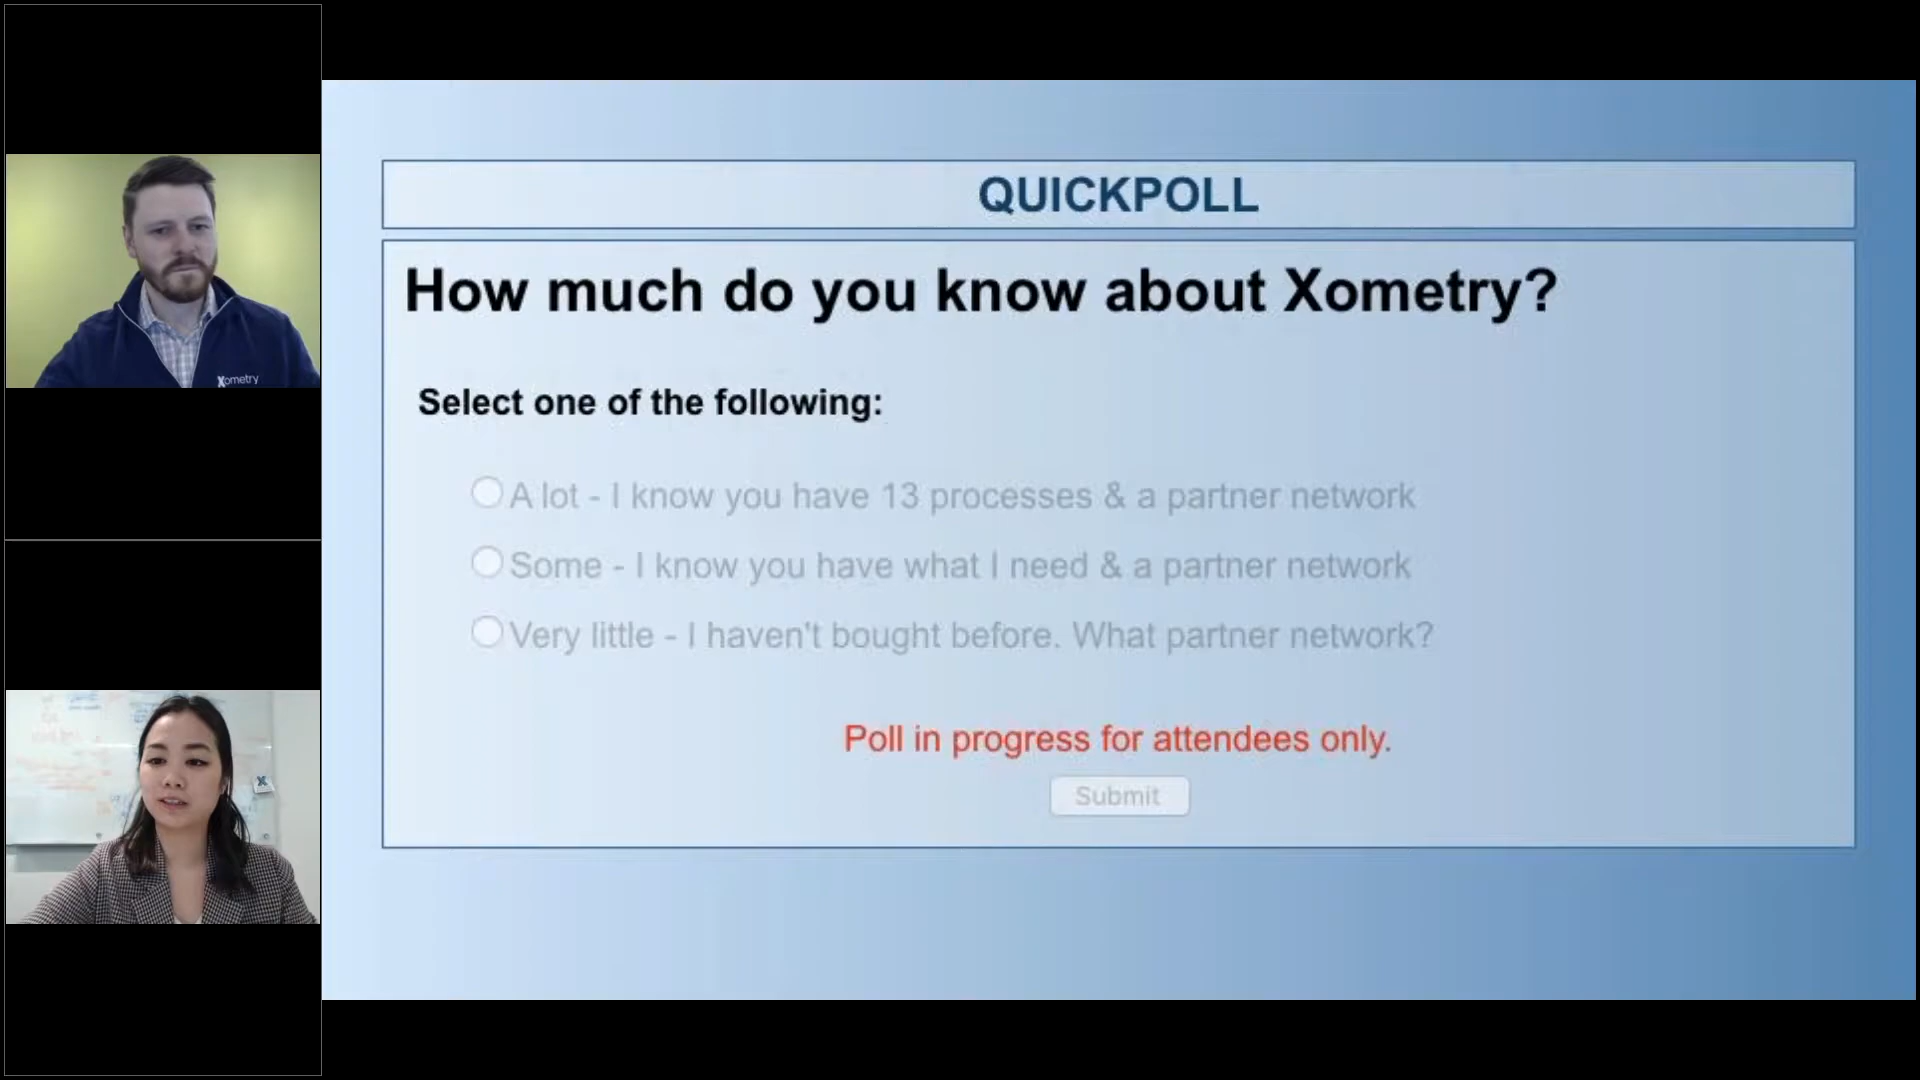 QUICKPOLL
How much do you know about Xometry?
Select one of the following:
A lot - I know you have 13 processes & a partner network
Some - I know you have what I need & a partner network
Very little - I haven't bought before. What partner network?
Poll in progress for attendees only.
Submit
Xometry
X